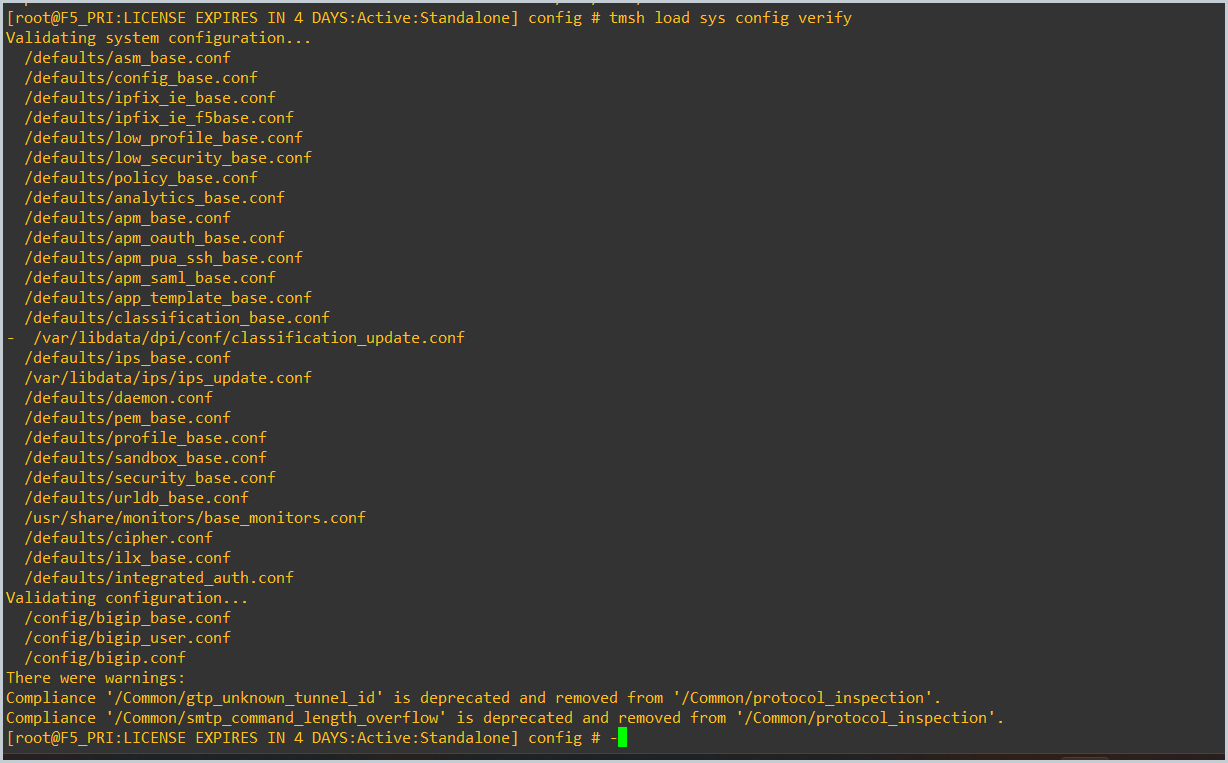 [root@F5_PRI:LICENSE EXPIRES IN 4 DAYS:Active:Standalone] config # tmsh load sys config verify
Validating system configuration...
  /defaults/asm_base.conf
  /defaults/config_base.conf
  /defaults/ipfix_ie_base.conf
  /defaults/ipfix_ie_f5base.conf
  /defaults/low_profile_base.conf
  /defaults/low_security_base.conf
  /defaults/policy_base.conf
  /defaults/analytics_base.conf
  /defaults/apm_base.conf
  /defaults/apm_oauth_base.conf
  /defaults/apm_pua_ssh_base.conf
  /defaults/apm_saml_base.conf
  /defaults/app_template_base.conf
  /defaults/classification_base.conf
-  /var/libdata/dpi/conf/classification_update.conf
  /defaults/ips_base.conf
  /var/libdata/ips/ips_update.conf
  /defaults/daemon.conf
  /defaults/pem_base.conf
  /defaults/profile_base.conf
  /defaults/sandbox_base.conf
  /defaults/security_base.conf
  /defaults/urldb_base.conf
  /usr/share/monitors/base_monitors.conf
  /defaults/cipher.conf
  /defaults/ilx_base.conf
  /defaults/integrated_auth.conf
Validating configuration...
  /config/bigip_base.conf
  /config/bigip_user.conf
  /config/bigip.conf
There were warnings:
Compliance '/Common/gtp_unknown_tunnel_id' is deprecated and removed from '/Common/protocol_inspection'.
Compliance '/Common/smtp_command_length_overflow' is deprecated and removed from '/Common/protocol_inspection'.
[root@F5_PRI:LICENSE EXPIRES IN 4 DAYS:Active:Standalone] config # -